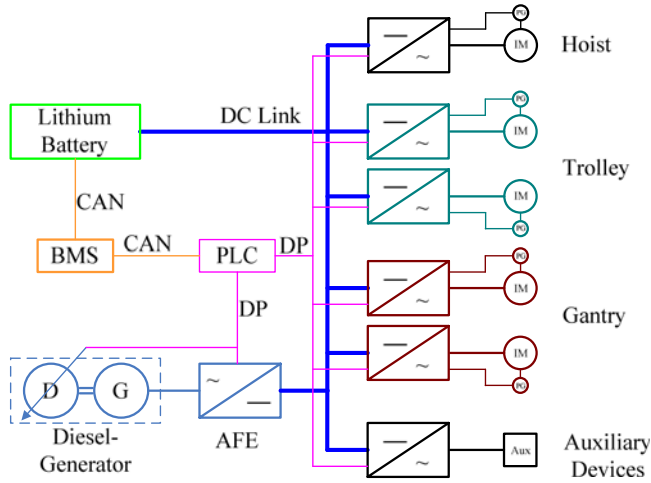 PG
IM
Hoist
Lithium
Battery
DC Link
PG
IM
Trolley
IM
PG
CAN
CAN
BMS
PLC
DP
DP
PG
IM
Gantry
IM
PG
D
G
~
Diesel-
Generator
AFE
~
~
~
~
~
~
Aux
Auxiliary
Devices